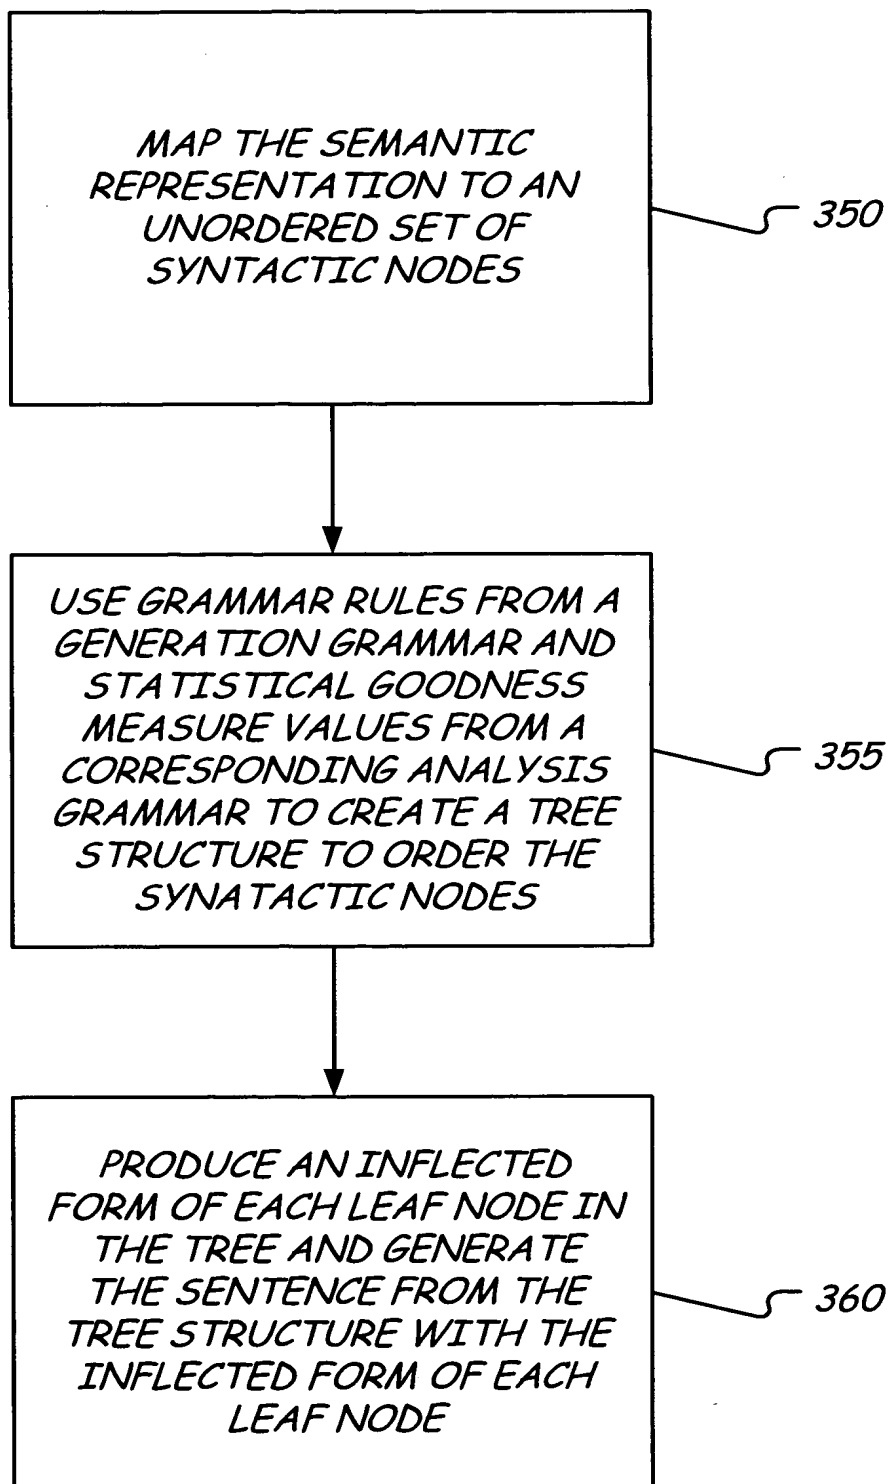 MAP THE SEMANTIC
REPRESENTATION TO AN
UNORDERED SET OF
SYNTACTIC NODES
350
USE GRAMMAR RULES FROM A
GENERATION GRAMMAR AND
STATISTICAL GOODNESS
MEASURE VALUES FROM A
CORRESPONDING ANALYSIS
GRAMMAR TO CREATE A TREE
STRUCTURE TO ORDER THE
SYNATACTIC NODES
355
PRODUCE AN INFLECTED
FORM OF EACH LEAF NODE IN
THE TREE AND GENERATE
THE SENTENCE FROM THE
TREE STRUCTURE WITH THE
INFLECTED FORM OF EACH
LEAF NODE
360